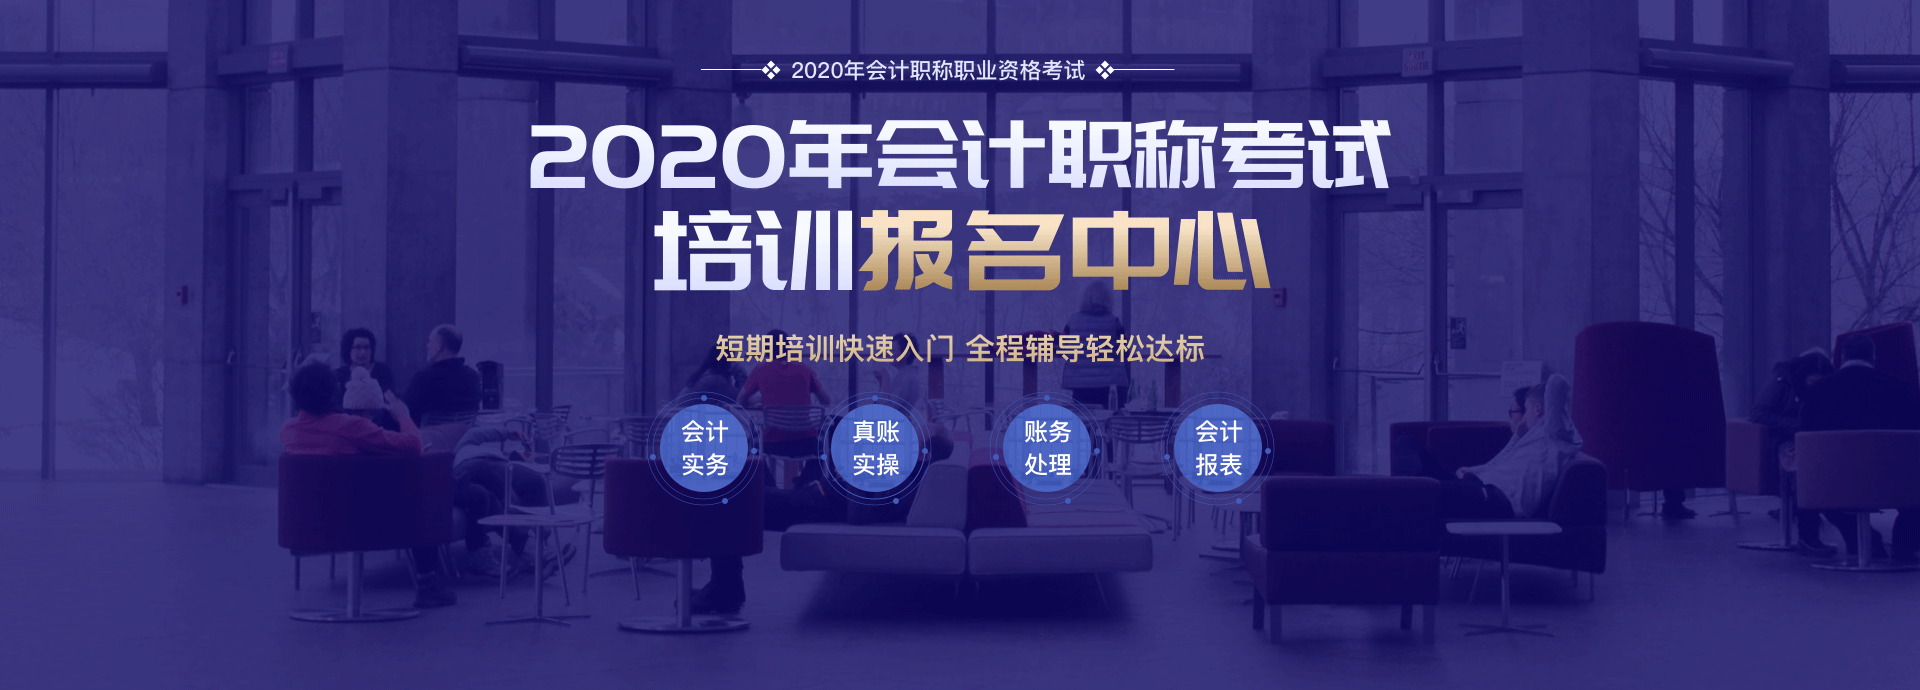 2020年会计职称职业资格考试
2020年会计职称考试
培训报名中心
短期培训快速入门 全程辅导轻松达标
会计
实务
真账
实操
账务
处理
会计
报表